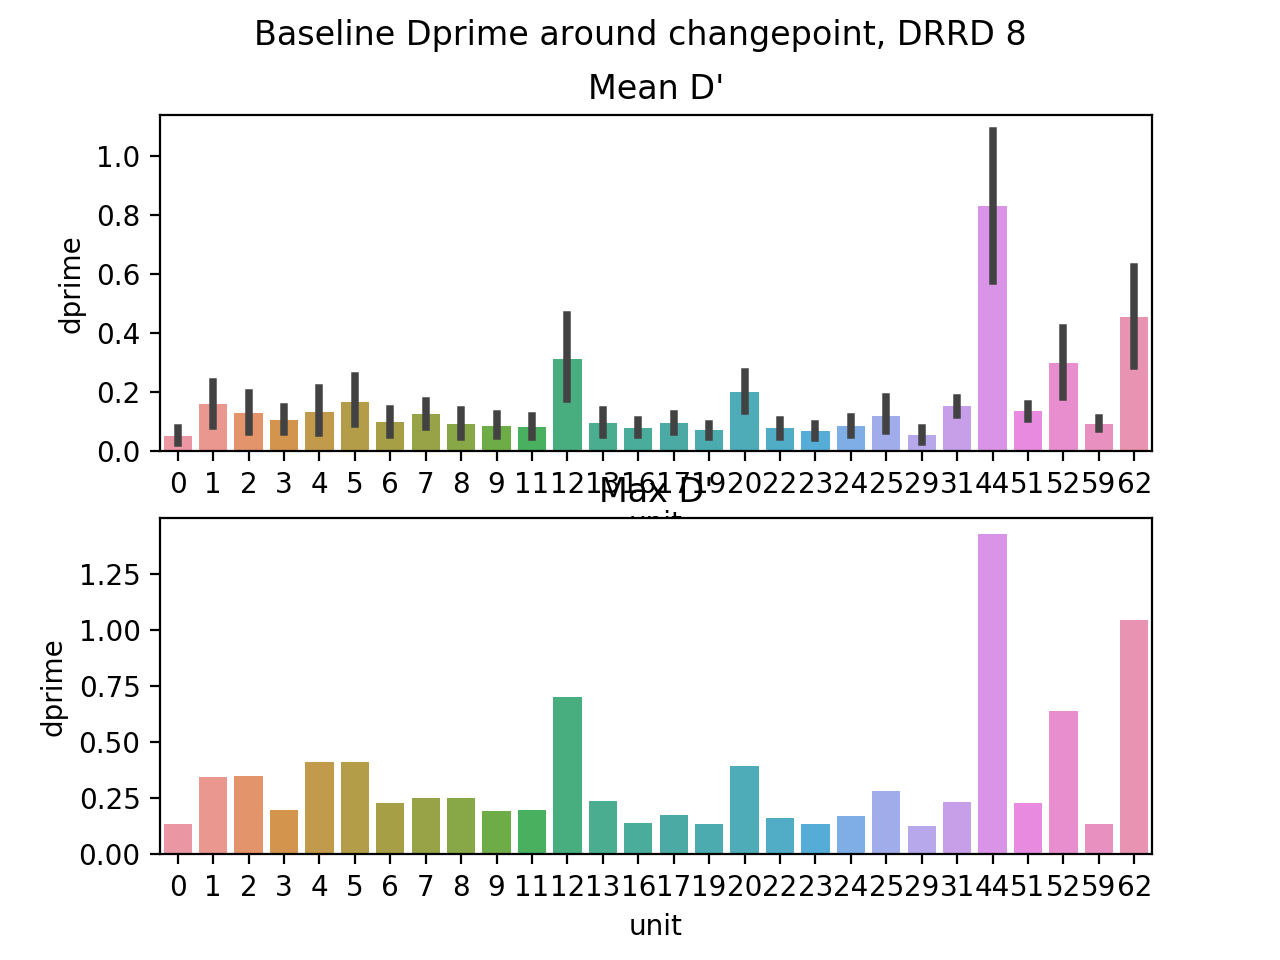 Baseline Dprime around changepoint, DRRD 8
Mean D'
dprime
1.0
0.8
0.6
0.4
0.2
0.0
0 1 2 3 4 5 6 7 8 9 11 12 13 16 17 19 20 22 23 24 25 29 31 44 51 52 59 62
unit
Max D'
dprime
1.25
1.00
0.75
0.50
0.25
0.00
0 1 2 3 4 5 6 7 8 9 11 12 13 16 17 19 20 22 23 24 25 29 31 44 51 52 59 62
unit